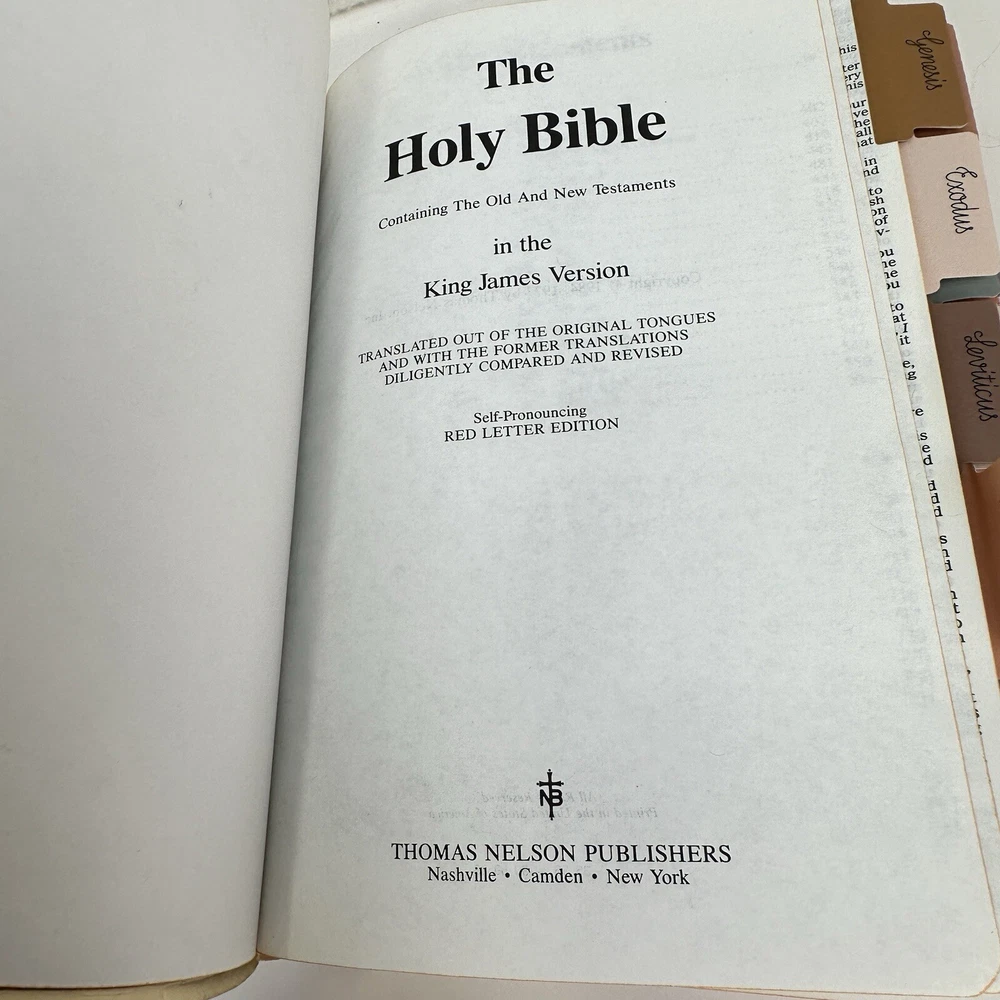 The
Holy Bible
Containing The Old And New Testaments
in the
King James Version
TRANSLATED OUT OF THE ORIGINAL TONGUES
AND WITH THE FORMER TRANSLATIONS
DILIGENTLY COMPARED AND REVISED
Self-Pronouncing
RED LETTER EDITION
NB
THOMAS NELSON PUBLISHERS
Nashville • Camden • New York
Genesis
Exodus
Leviticus